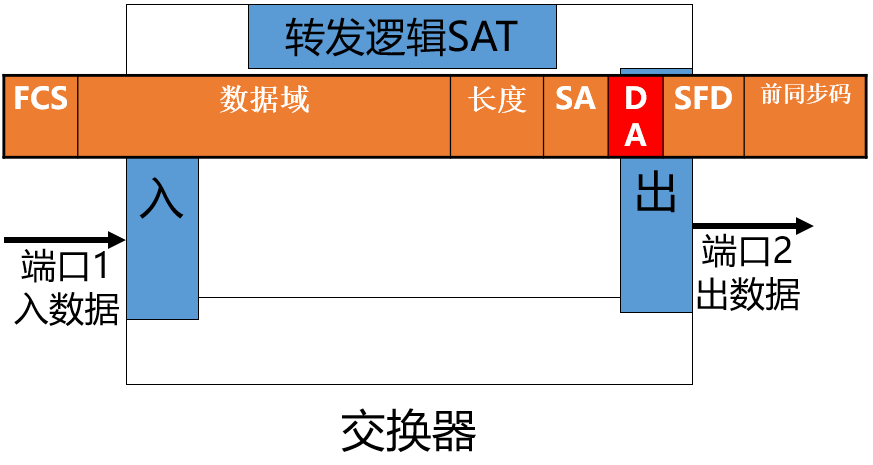 转发逻辑SAT
FCS
数据域
长度
SA
D
A
SFD
前同步码
入
出
端口1
入数据
端口2
出数据
交换器